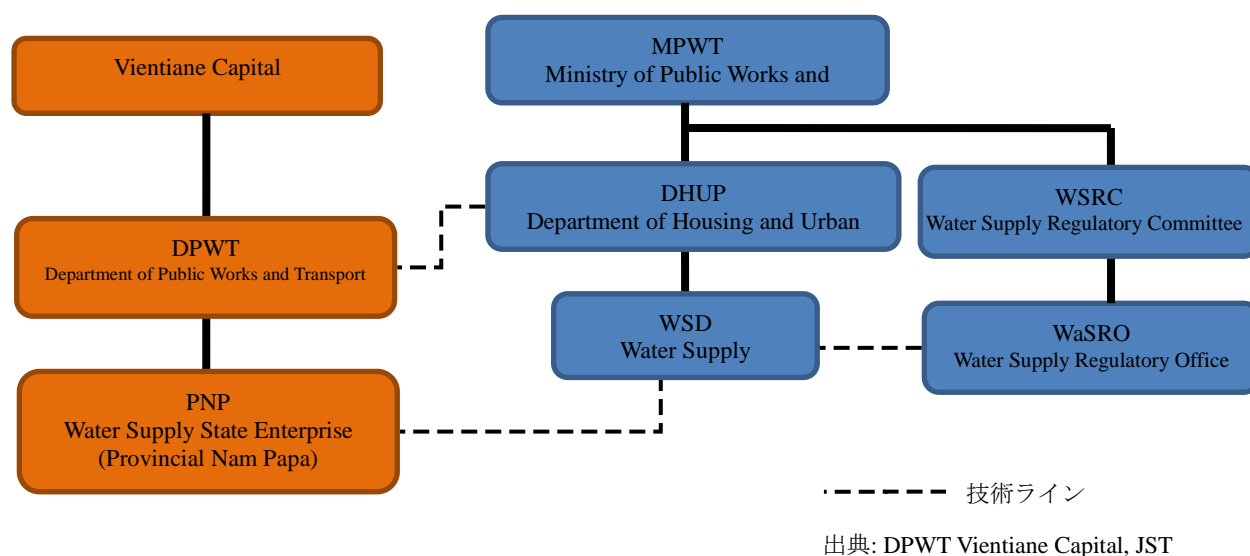 Vientiane Capital
DPWT
Department of Public Works and Transport
PNP
Water Supply State Enterprise
(Provincial Nam Papa)
MPWT
Ministry of Public Works and
DHUP
Department of Housing and Urban
WSD
Water Supply
WSRC
Water Supply Regulatory Committee
WaSRO
Water Supply Regulatory Office
技術ライン
出典: DPWT Vientiane Capital, JST